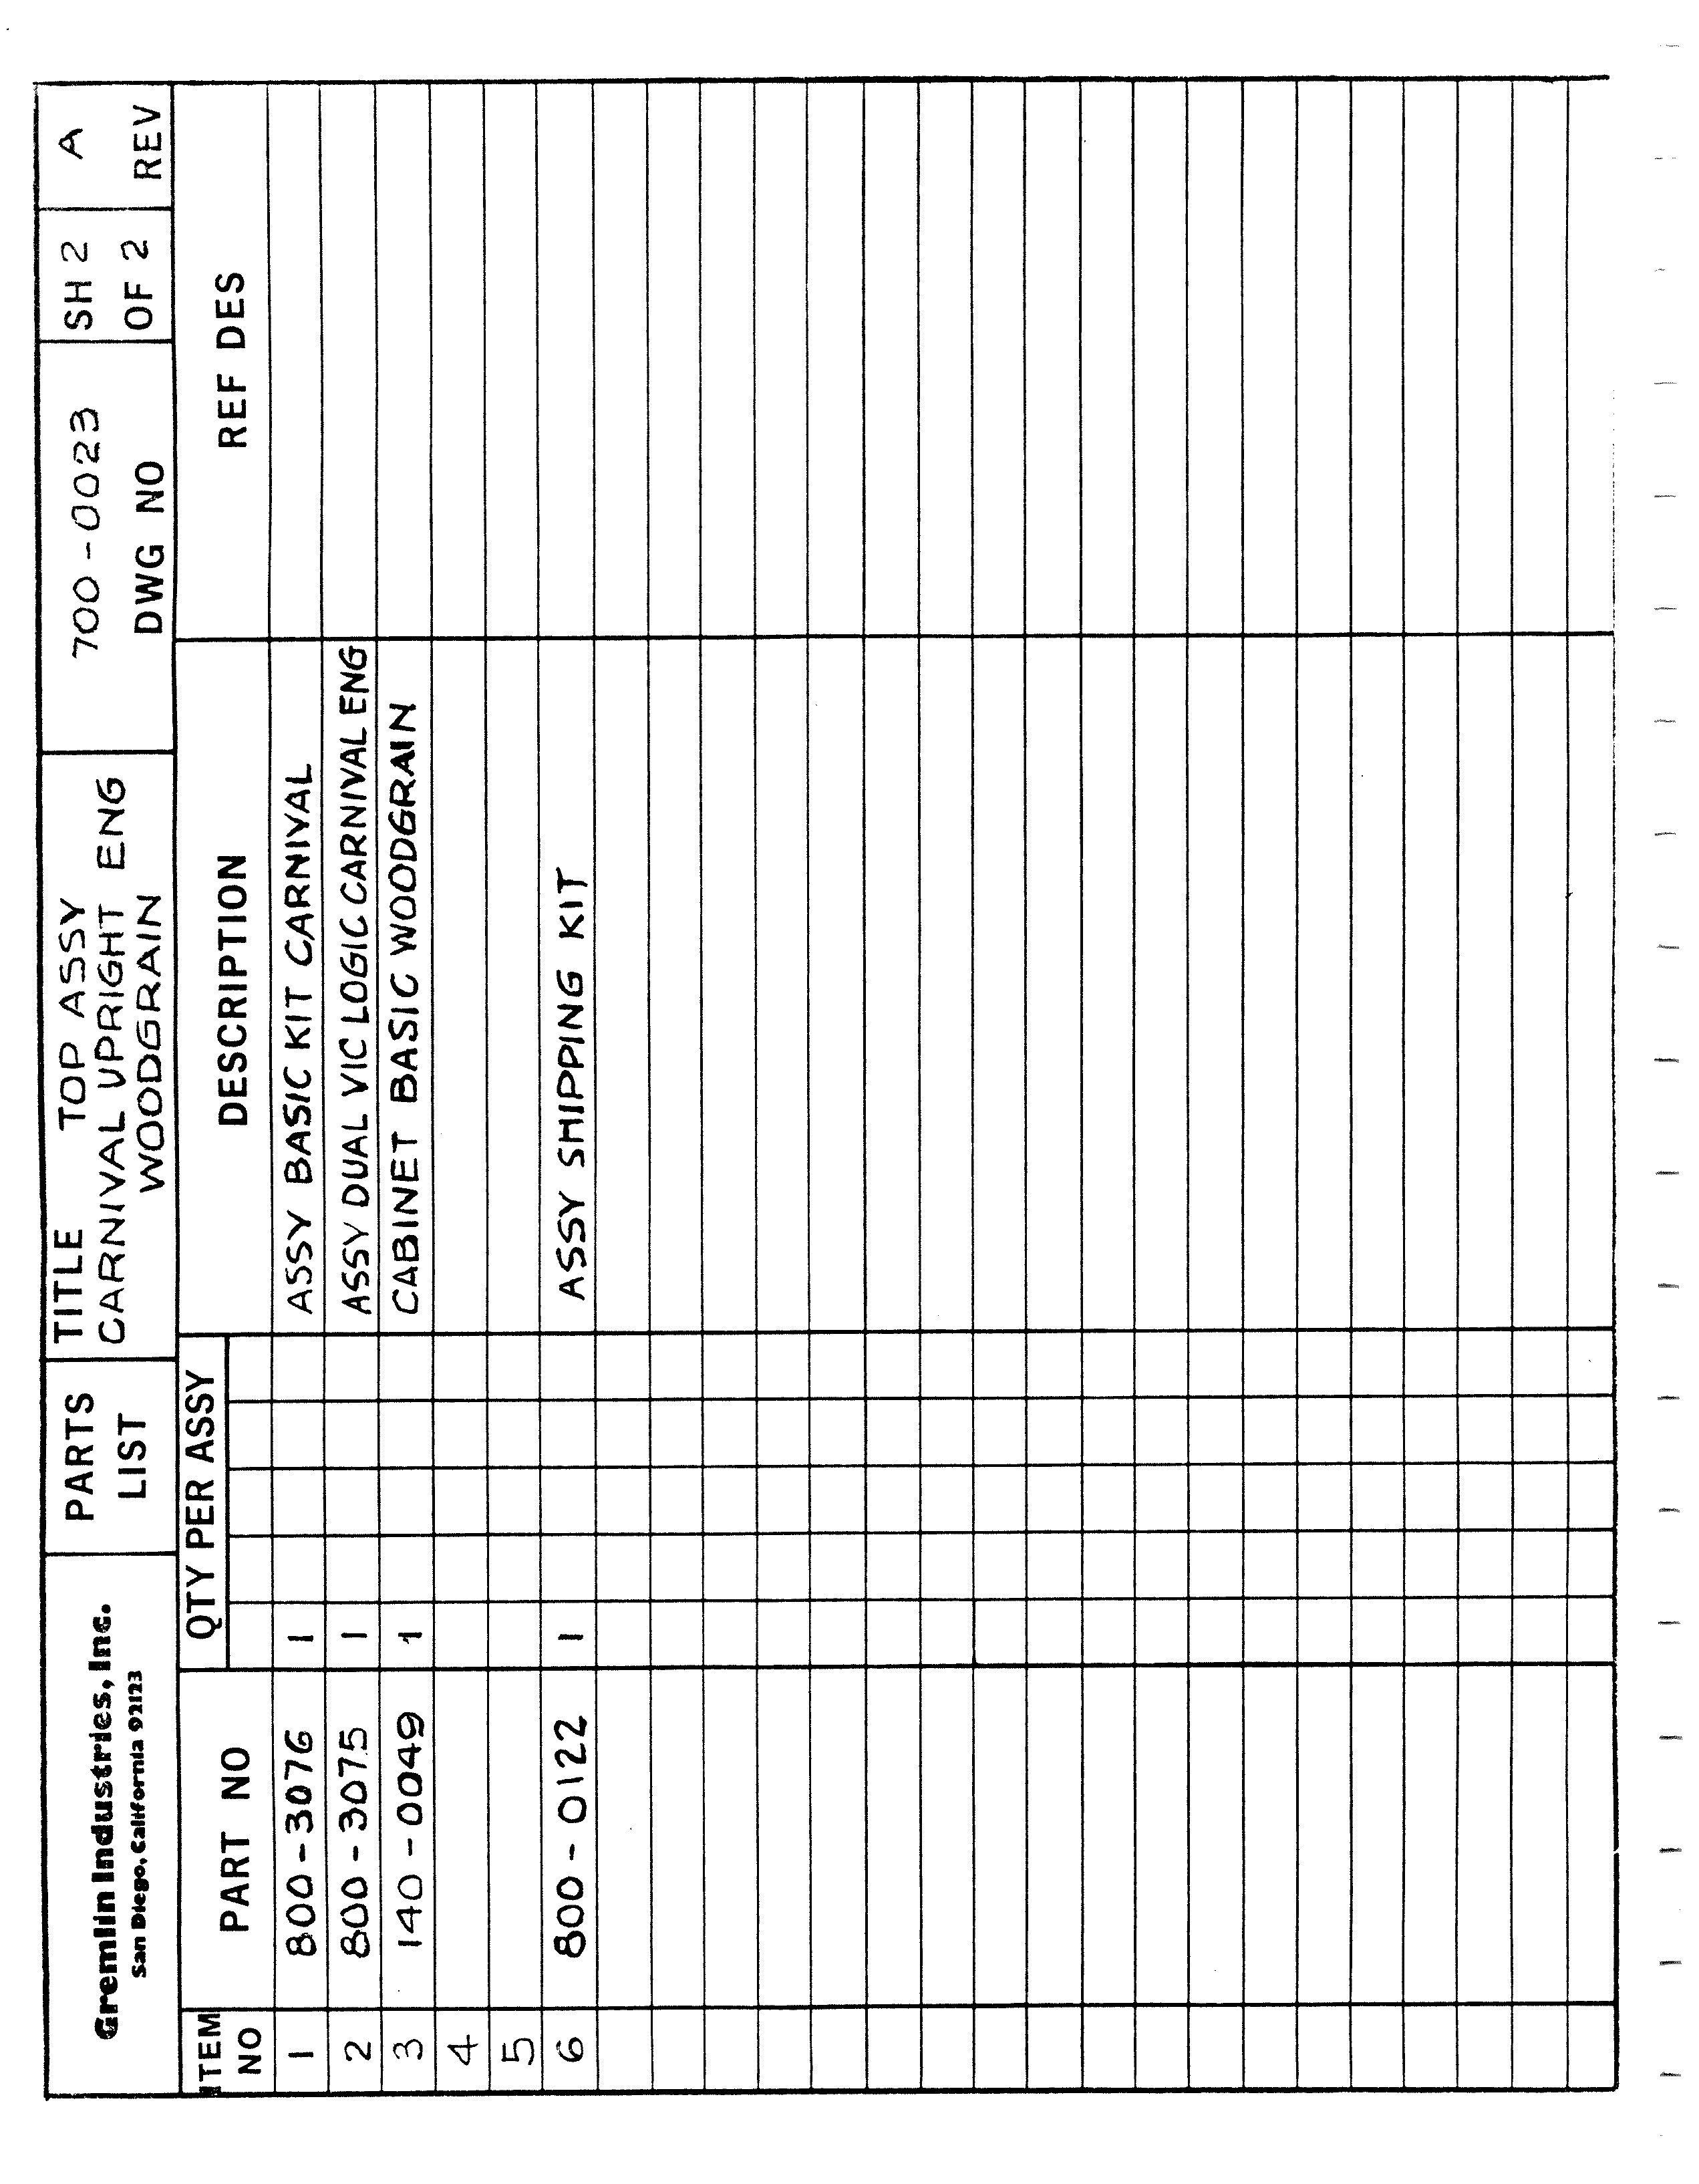 Gremlin Industries, Inc.
San Diego, California 92123
PARTS
LIST
TITLE TOP ASSY
CARNIVAL UPRIGHT ENG
WOODGRAIN
700-0023
DWG NO
SH 2
OF 2
A
REV
ITEM
NO
PART NO
QTY PER ASSY
DESCRIPTION
REF DES
1 800-3076 1 ASSY BASIC KIT CARNIVAL
2 800-3075 1 ASSY DUAL VIC LOGIC CARNIVAL ENG
3 140-0049 1 CABINET BASIC WOODGRAIN
4
5
6 800-0122 1 ASSY SHIPPING KIT